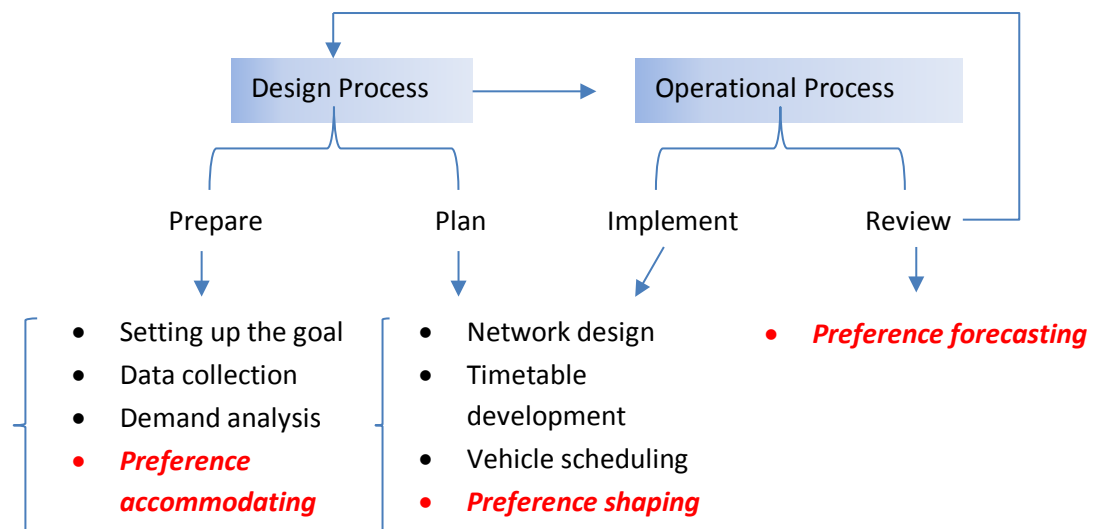 Design Process
Operational Process
Prepare
Plan
Implement
Review
• Setting up the goal
• Data collection
• Demand analysis
• Preference
accommodating
• Network design
• Timetable
development
• Vehicle scheduling
• Preference shaping
• Preference forecasting